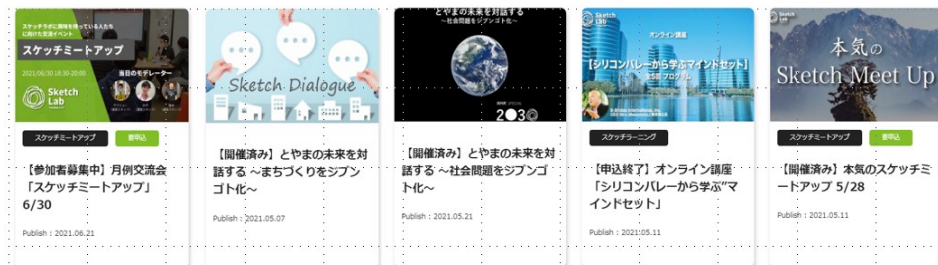 スケッチラボに興味を持っている人たち
に向けた交流イベント
スケッチミートアップ
2021/06/30 18:30-20:00
当日のモデレーター
Sketch
Lab
スケッチミートアップ
要申込
【参加者募集中】月例交流会
「スケッチミートアップ」
6/30
Publish : 2021.06.21
Sketch Dialogue
【開催済み】とやまの未来を対
話する ～まちづくりをジブン
ゴト化～
Publish : 2021.05.07
とやまの未来を対話する
～社会問題をジブンゴト化～
2030
【開催済み】とやまの未来を対
話する ～社会問題をジブンゴ
ト化～
Publish : 2021.05.21
Sketch
Lab
オンライン講座
【シリコンバレーから学ぶマインドセット】
全5回 プログラム
スケッチラーニング
【申込終了】オンライン講座
「シリコンバレーから学ぶ”マ
インドセット」
Publish : 2021.05.11
Sketch
Lab
本気の
Sketch Meet Up
スケッチミートアップ
要申込
【開催済み】本気のスケッチミ
ートアップ 5/28
Publish : 2021.05.11